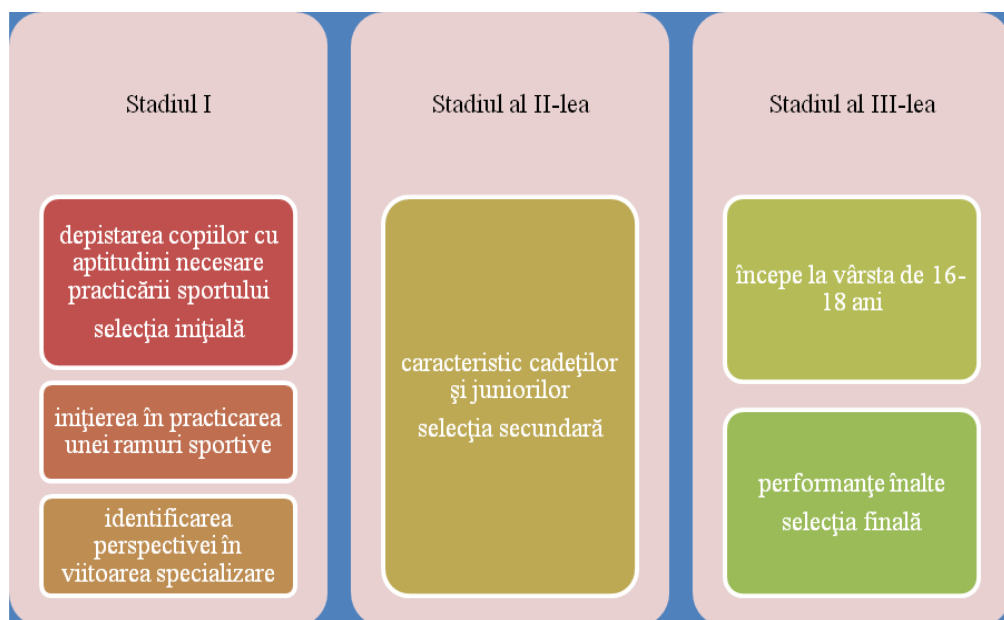 Stadiul I
depistarea copiilor cu
aptitudini necesare
practicării sportului
selecţia iniţială
iniţierea în practicarea
unei ramuri sportive
identificarea
perspectivei în
viitoarea specializare
Stadiul al II-lea
caracteristic cadeţilor
şi juniorilor
selecţia secundară
Stadiul al III-lea
începe la vârsta de 16-
18 ani
performanţe înalte
selecţia finală